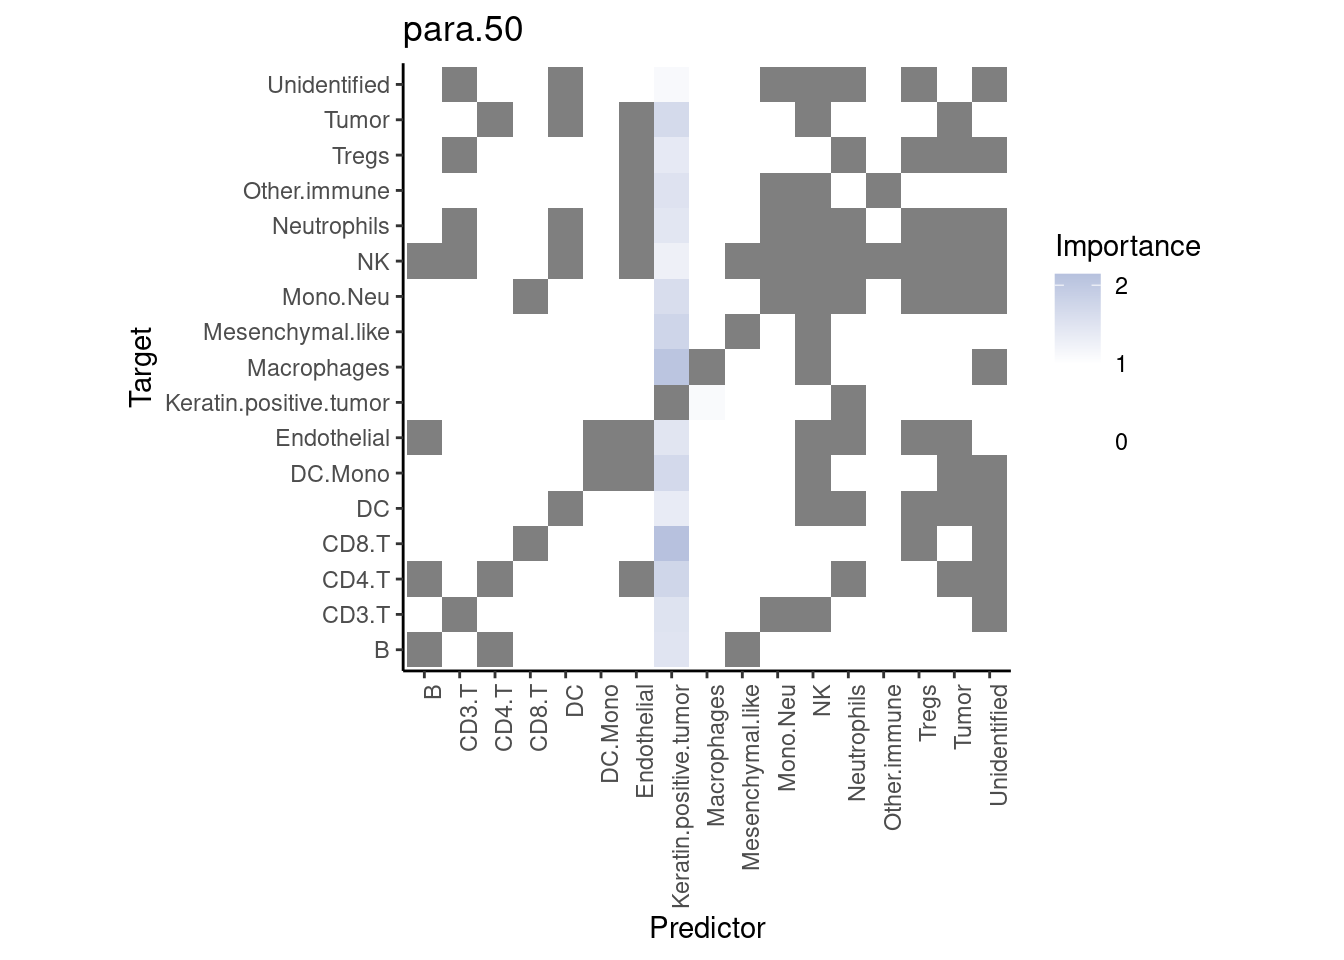 para.50
Unidentified
Tumor
Tregs
Other.immune
Neutrophils
NK
Mono.Neu
Mesenchymal.like
Macrophages
Keratin.positive.tumor
Endothelial
DC.Mono
DC
CD8.T
CD4.T
CD3.T
B
Target
B
CD3.T
CD4.T
CD8.T
DC
DC.Mono
Endothelial
Keratin.positive.tumor
Macrophages
Mesenchymal.like
Mono.Neu
NK
Neutrophils
Other.immune
Tregs
Tumor
Unidentified
Predictor
Importance
2
1
0